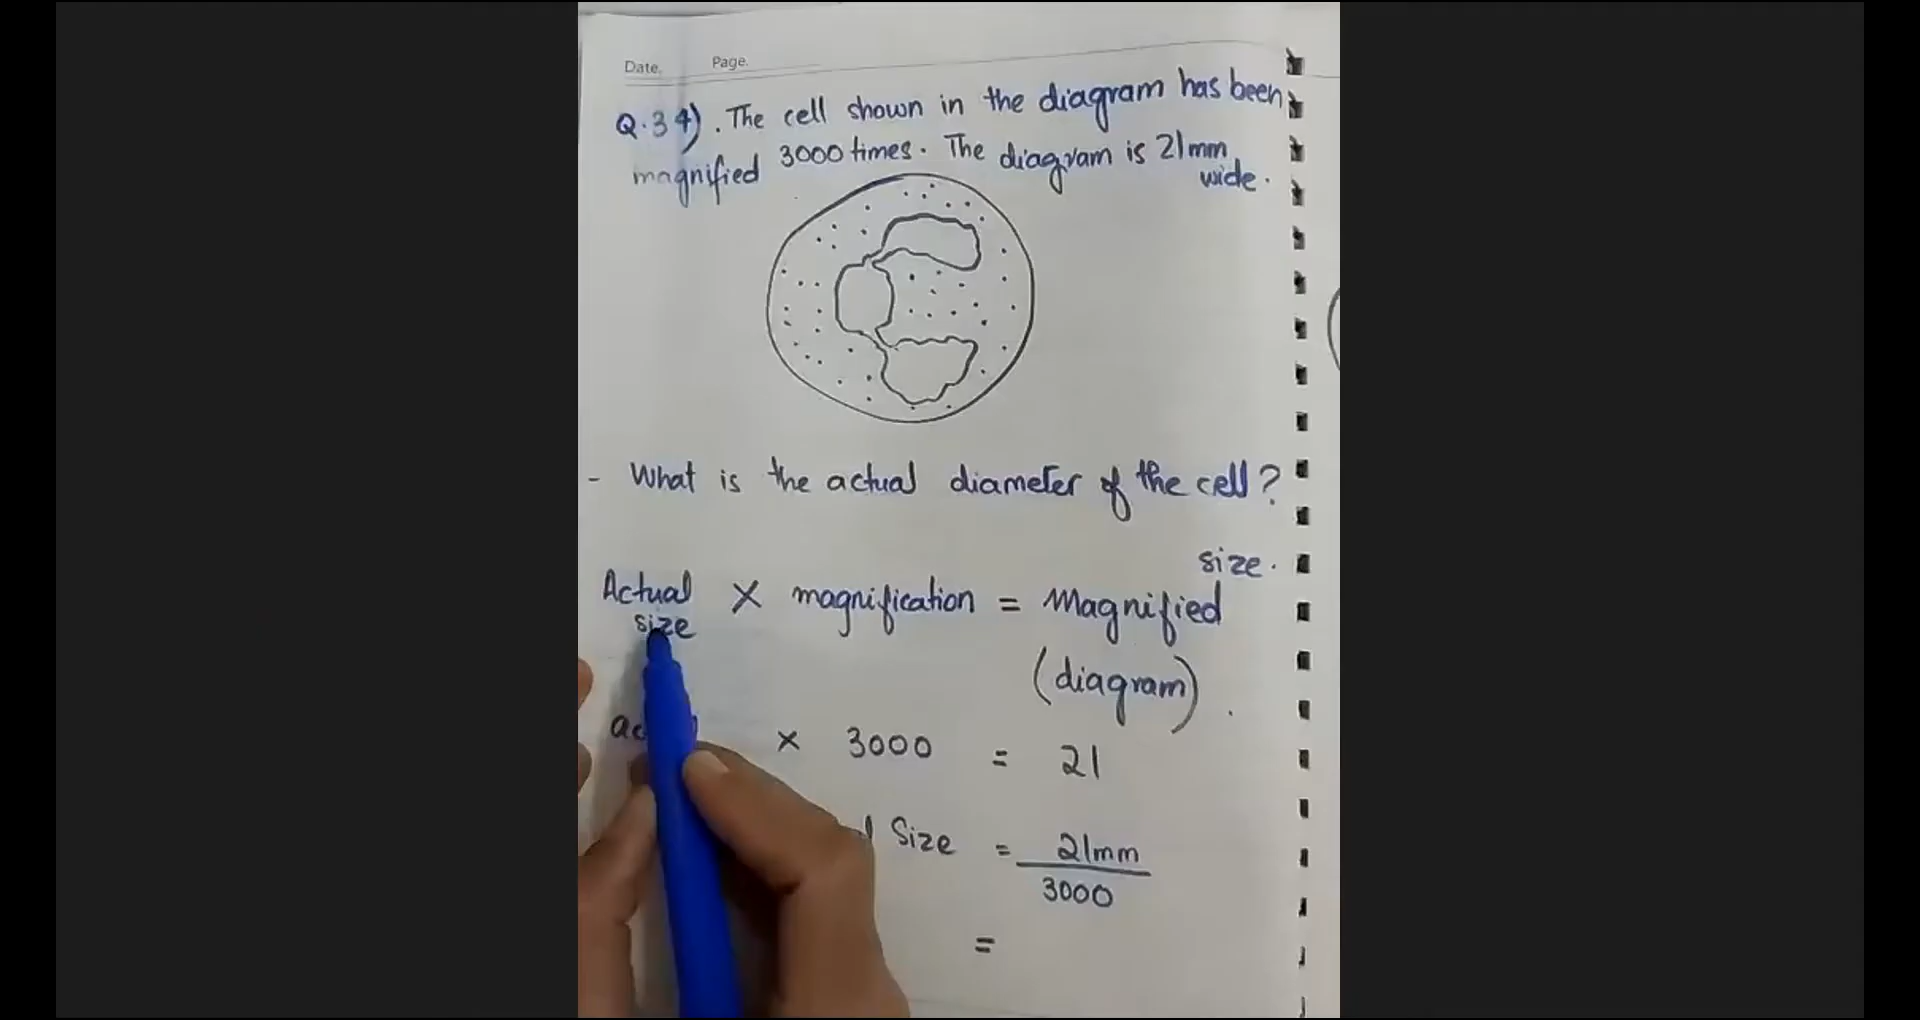 Date. Page.
Q.34). The cell shown in the diagram has been
magnified 3000 times. The diagram is 21mm
wide.
- What is the actual diameter of the cell?
size.
Actual × magnification = Magnified
size
(diagram).
× 3000 = 21
Size = 21mm
3000
=